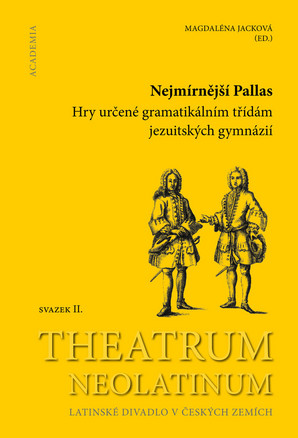 MAGDALÉNA JACKOVÁ
(ED.)
ACADEMIA
Nejmírnější Pallas
Hry určené gramatikálním třídám
jezuitských gymnázií
SVAZEK II.
THEATRUM
NEOLATINUM
LATINSKÉ DIVADLO V ČESKÝCH ZEMÍCH